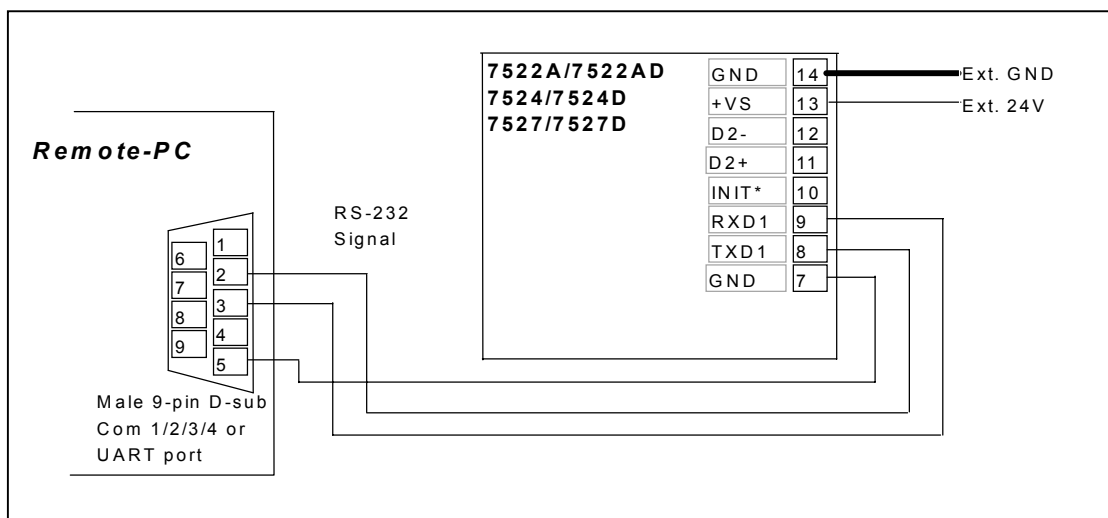 7522A/7522AD
7524/7524D
7527/7527D
GND 14 Ext. GND
+VS 13 Ext. 24V
D2- 12
D2+ 11
INIT* 10
RXD1 9
TXD1 8
GND 7
Remote-PC
RS-232
Signal
1
6
2
7
3
8
4
9
5
Male 9-pin D-sub
Com 1/2/3/4 or
UART port